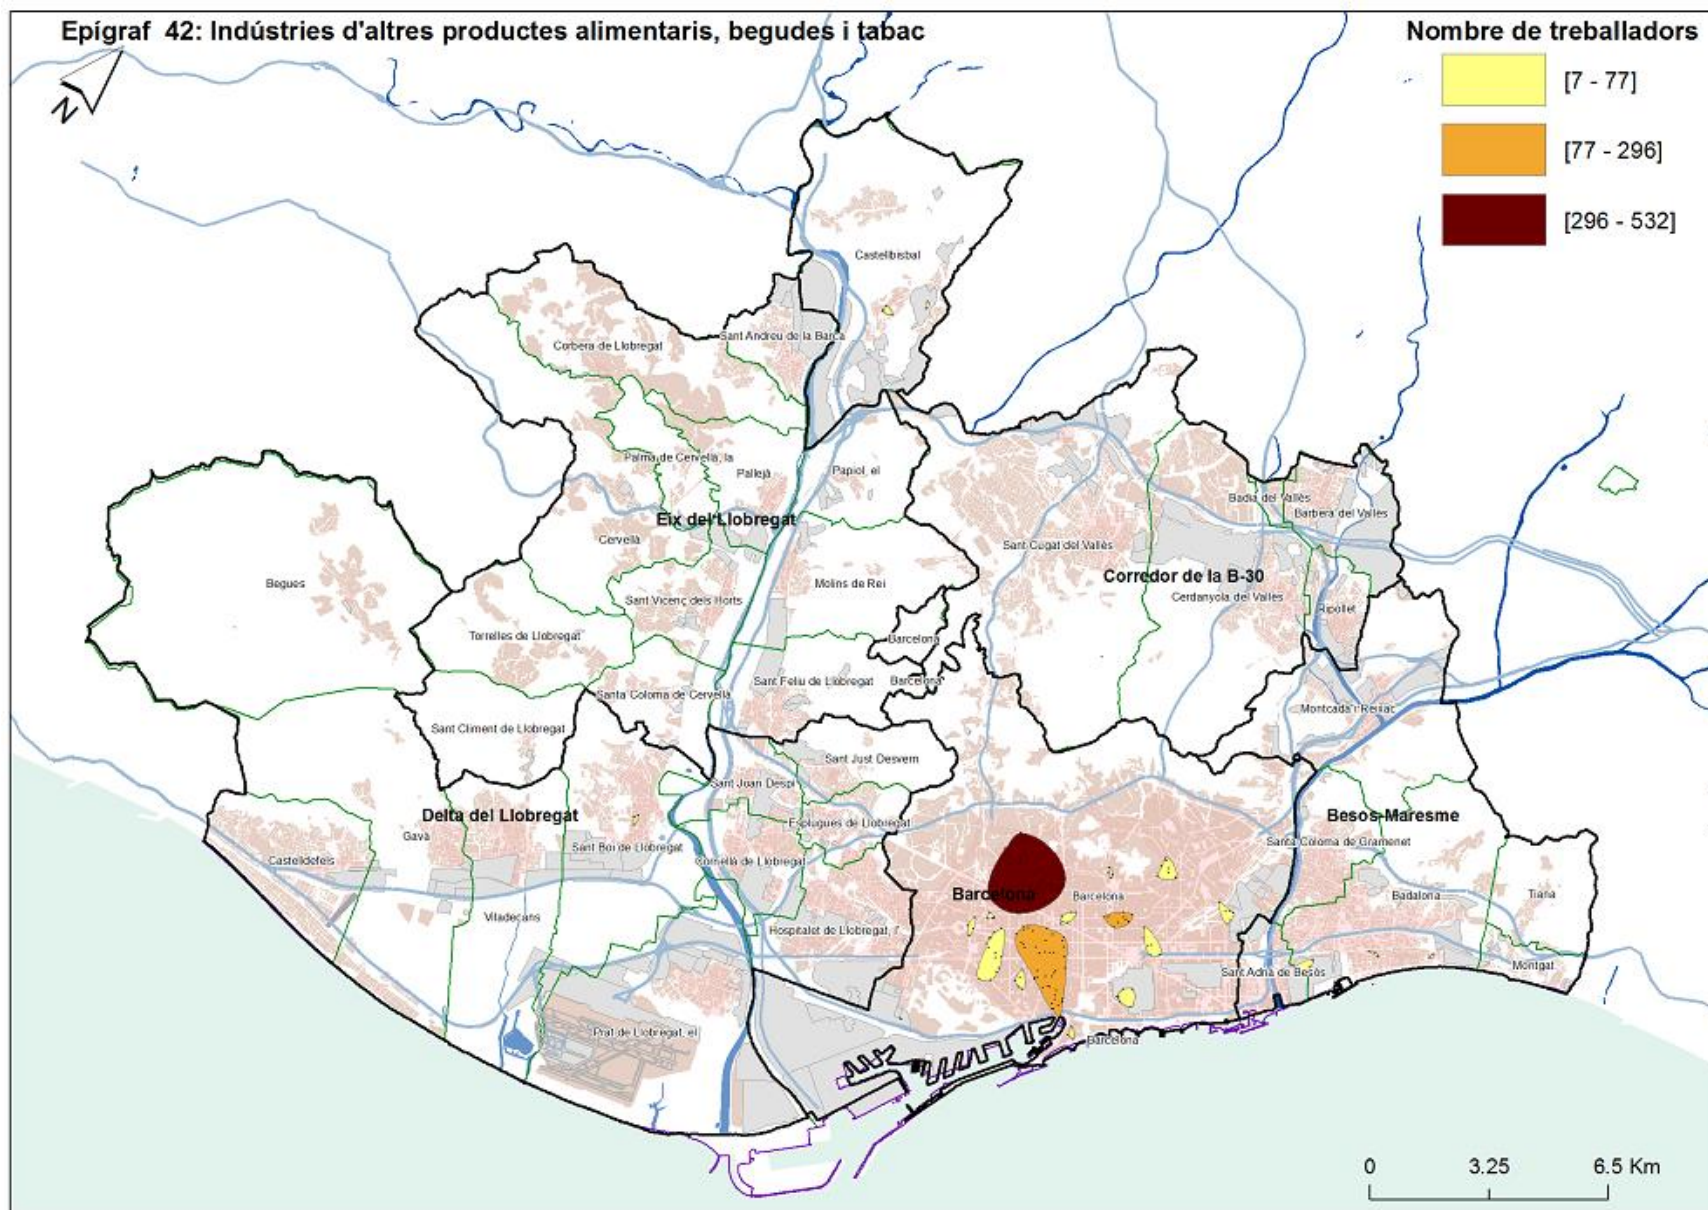 Epígraf 42: Indústries d'altres productes alimentaris, begudes i tabac
Nombre de treballadors
[7 - 77]
[77 - 296]
[296 - 532]
N
Castellbisbal
Sant Andreu de la Barca
Corbera de Llobregat
Palma de Cervelló, la
Pallejà
Papiol, el
Badia del Vallès
Barberà del Vallès
Eix del Llobregat
Cervelló
Sant Cugat del Vallès
Corredor de la B-30
Cerdanyola del Vallès
Begues
Molins de Rei
Sant Vicenç dels Horts
Ripollet
Torrelles de Llobregat
Barcelona
Sant Feliu de Llobregat
Barcelona
Santa Coloma de Cervelló
Montcada i Reixac
Sant Climent de Llobregat
Sant Just Desvern
Sant Joan Despí
Delta del Llobregat
Besòs-Maresme
Esplugues de Llobregat
Gavà
Sant Boi de Llobregat
Santa Coloma de Gramenet
Castelldefels
Cornellà de Llobregat
Barcelona
Barcelona
Badalona
Tiana
Viladecans
Hospitalet de Llobregat, l'
Montgat
Sant Adrià de Besòs
Prat de Llobregat, el
Barcelona
0 3.25 6.5 Km